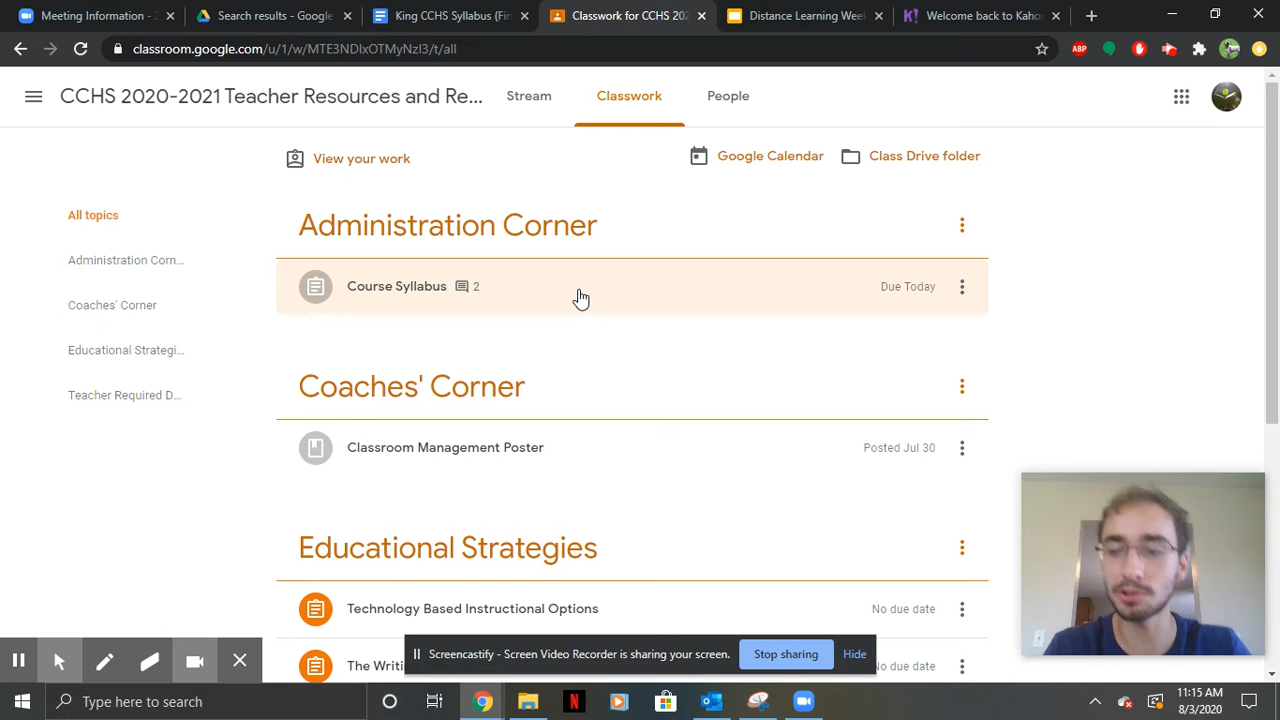 Meeting Information - Z
Search results - Google
King CCHS Syllabus (Fin
Classwork for CCHS 202
Distance Learning Week
Welcome back to Kaho
classroom.google.com/u/1/w/MTE3NDIxOTMyNzI3/t/all
ABP
CCHS 2020-2021 Teacher Resources and Re...
Stream
Classwork
People
View your work
Google Calendar
Class Drive folder
All topics
Administration Corn...
Coaches' Corner
Educational Strategi...
Teacher Required D...
Administration Corner
Course Syllabus 2
Due Today
Coaches' Corner
Classroom Management Poster
Posted Jul 30
Educational Strategies
Technology Based Instructional Options
No due date
The Writi
No due date
Screencastify - Screen Video Recorder is sharing your screen.
Stop sharing
Hide
Type here to search
11:15 AM
8/3/2020